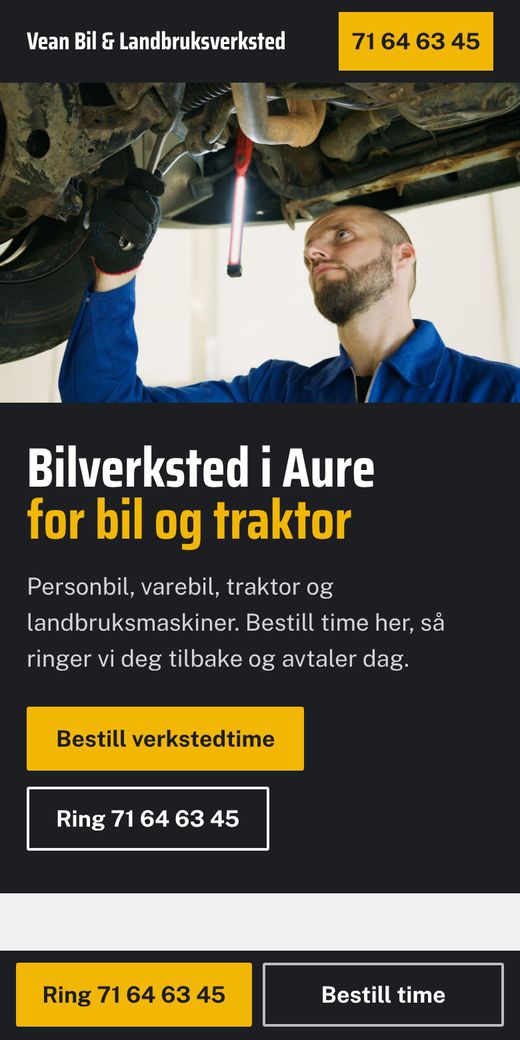 Vean Bil & Landbruksverksted
71 64 63 45
Bilverksted i Aure
for bil og traktor
Personbil, varebil, traktor og
landbruksmaskiner. Bestill time her, så
ringer vi deg tilbake og avtaler dag.
Bestill verkstedtime
Ring 71 64 63 45
Ring 71 64 63 45
Bestill time